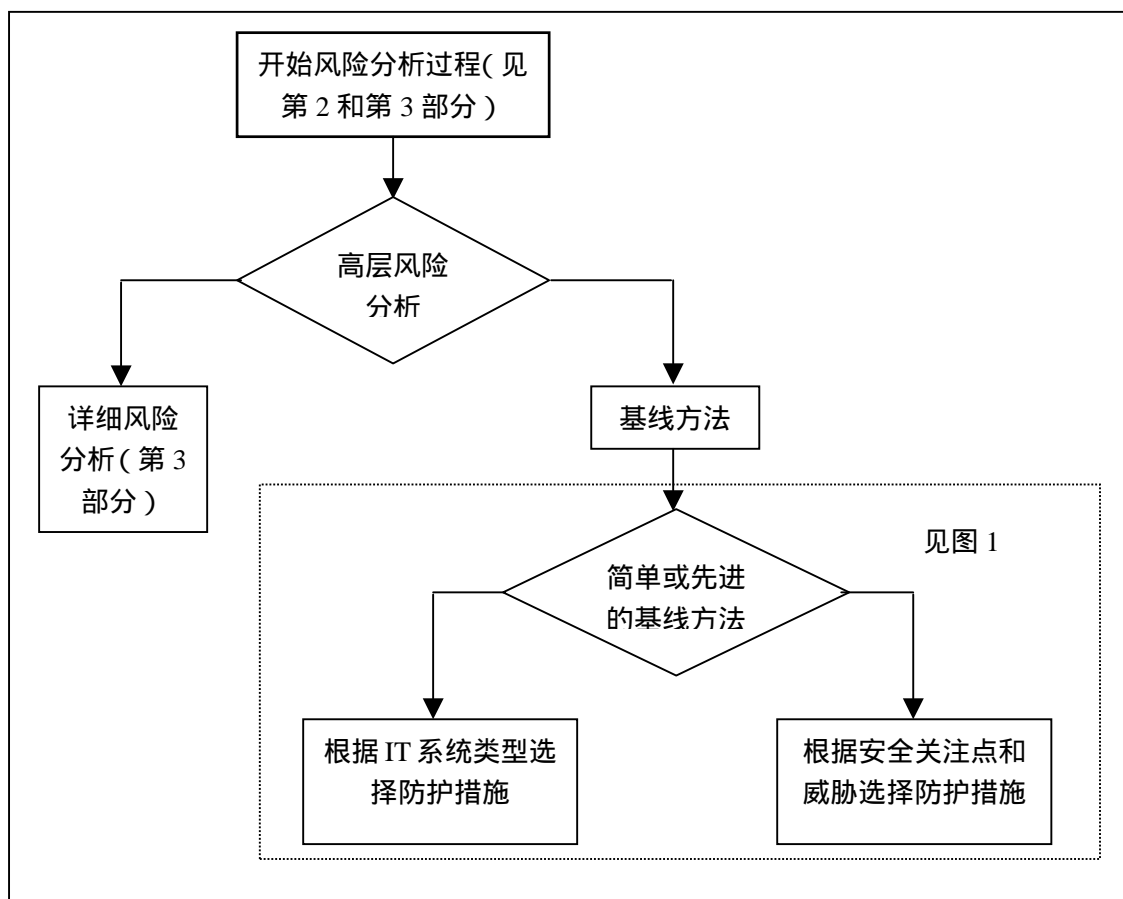 开始风险分析过程（见
第 2 和第 3 部分）
高层风险
分析
详细风险
分析（第 3
部分）
基线方法
见图 1
简单或先进
的基线方法
根据 IT 系统类型选
择防护措施
根据安全关注点和
威胁选择防护措施